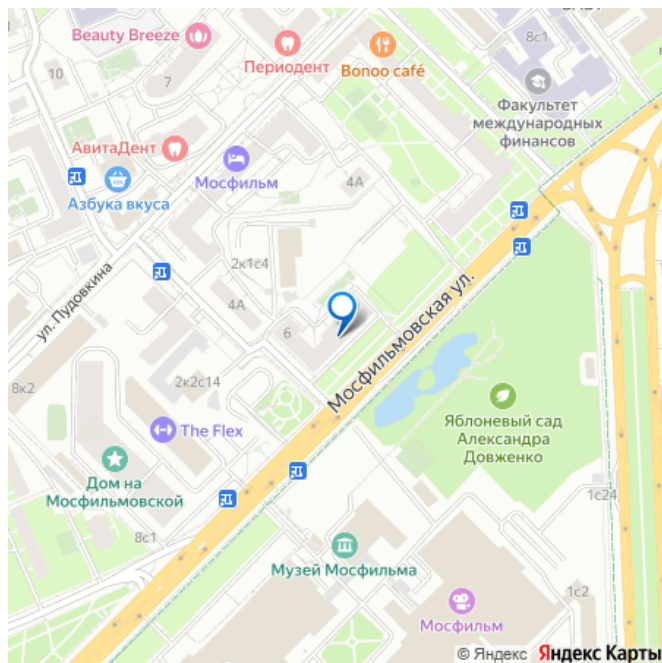 Beauty Breeze
Периодент
Bonoo café
8с1
10
7
Факультет
международных
финансов
АвитаДент
Азбука вкуса
Мосфильм
4А
2к1с4
ул. Пудовкина
4А
6
Мосфильмовская ул.
8к2
2к2с14
The Flex
Яблоневый сад
Александра
Довженко
Дом на
Мосфильмовской
1с24
8с1
Музей Мосфильма
1с2
Мосфильм
© Яндекс Яндекс Карты